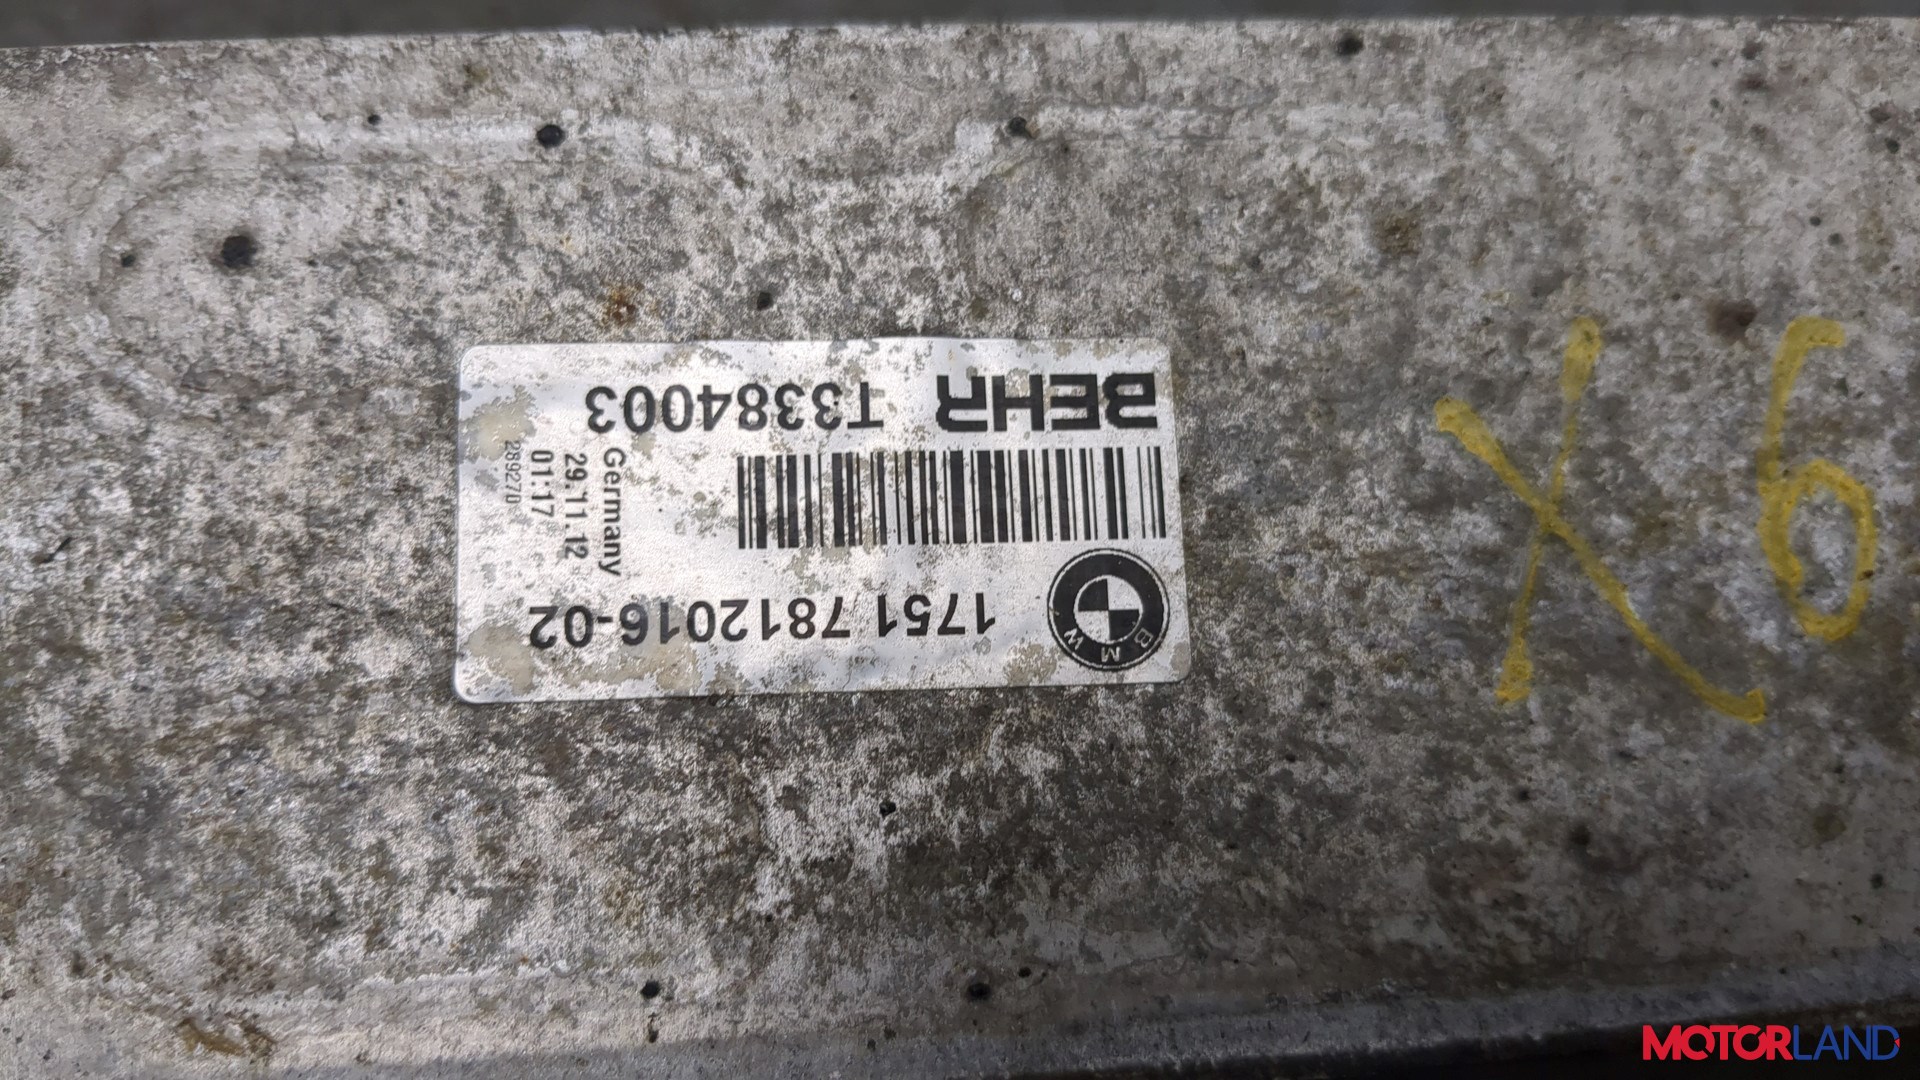 BMW
1751 7812016-02
BEHR T3384003
Germany
29.11.12
01:17
289270
X6
MOTORLAND